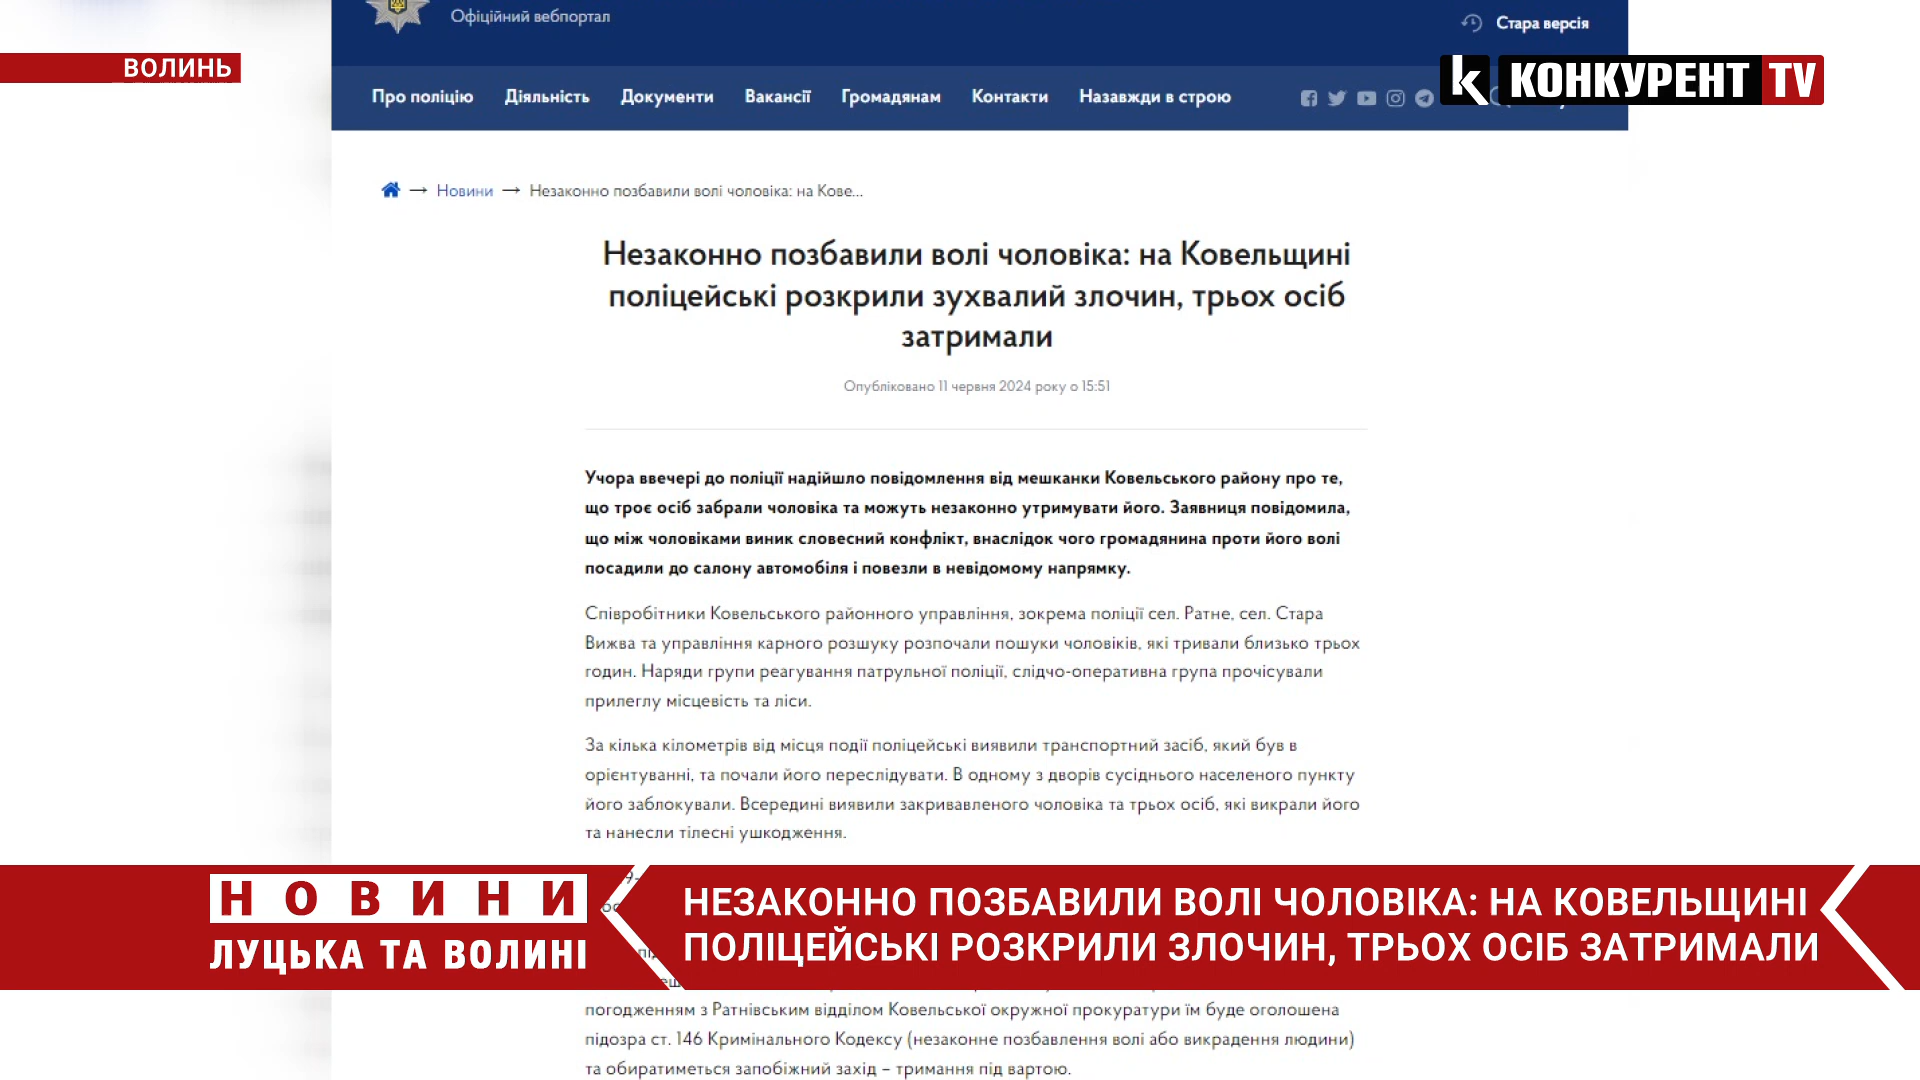 Офіційний вебпортал
Стара версія
ВОЛИНЬ
КОНКУРЕНТ TV
Про поліцію Діяльність Документи Вакансії Громадянам Контакти Назавжди в строю
→ Новини → Незаконно позбавили волі чоловіка: на Кове...
Незаконно позбавили волі чоловіка: на Ковельщині
поліцейські розкрили зухвалий злочин, трьох осіб
затримали
Опубліковано 11 червня 2024 року о 15:51
Учора ввечері до поліції надійшло повідомлення від мешканки Ковельського району про те,
що троє осіб забрали чоловіка та можуть незаконно утримувати його. Заявниця повідомила,
що між чоловіками виник словесний конфлікт, внаслідок чого громадянина проти його волі
посадили до салону автомобіля і повезли в невідомому напрямку.
Співробітники Ковельського районного управління, зокрема поліції сел. Ратне, сел. Стара
Вижва та управління карного розшуку розпочали пошуки чоловіків, які тривали близько трьох
годин. Наряди групи реагування патрульної поліції, слідчо-оперативна група прочісували
прилеглу місцевість та ліси.
За кілька кілометрів від місця події поліцейські виявили транспортний засіб, який був в
орієнтуванні, та почали його переслідувати. В одному з дворів сусіднього населеного пункту
його заблокували. Всередині виявили закривавленого чоловіка та трьох осіб, які викрали його
та нанесли тілесні ушкодження.
НОВИНИ
ЛУЦЬКА ТА ВОЛИНІ
НЕЗАКОННО ПОЗБАВИЛИ ВОЛІ ЧОЛОВІКА: НА КОВЕЛЬЩИНІ
ПОЛІЦЕЙСЬКІ РОЗКРИЛИ ЗЛОЧИН, ТРЬОХ ОСІБ ЗАТРИМАЛИ
погодженням з Ратнівським відділом Ковельської окружної прокуратури їм буде оголошена
підозра ст. 146 Кримінального Кодексу (незаконне позбавлення волі або викрадення людини)
та обиратиметься запобіжний захід – тримання під вартою.